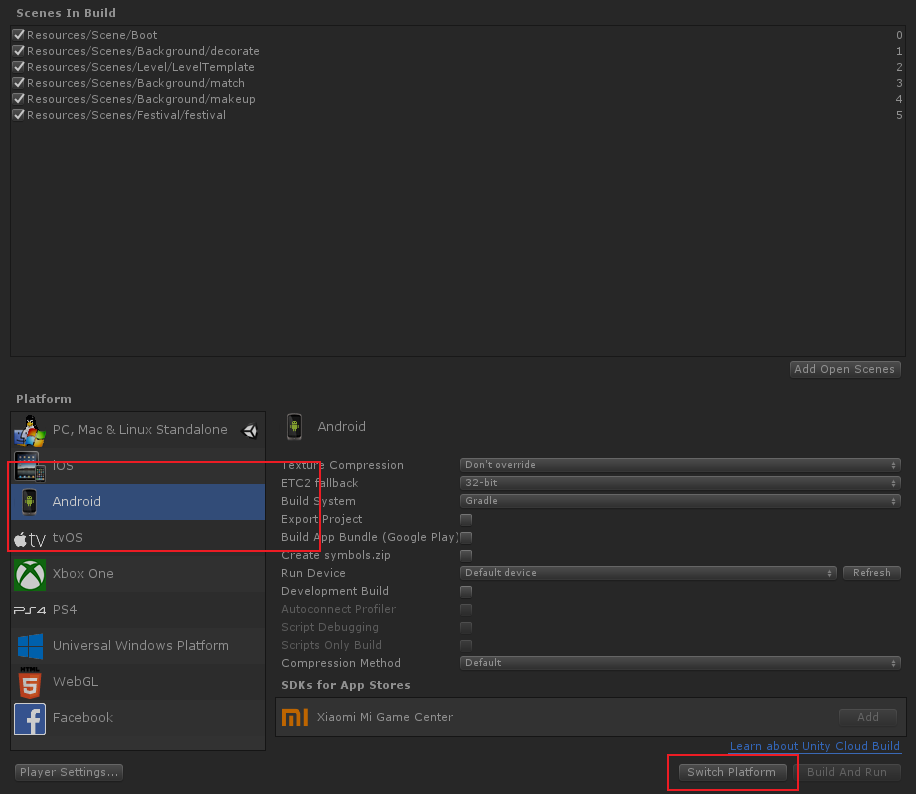 Scenes In Build
Resources/Scene/Boot 0
Resources/Scenes/Background/decorate 1
Resources/Scenes/Level/LevelTemplate 2
Resources/Scenes/Background/match 3
Resources/Scenes/Background/makeup 4
Resources/Scenes/Festival/festival 5
Add Open Scenes
Platform
PC, Mac & Linux Standalone
iOS
Android
tv tvOS
Xbox One
PS4 PS4
Universal Windows Platform
HTML 5 WebGL
Facebook
Player Settings...
Android
Texture Compression Don't override
ETC2 fallback 32-bit
Build System Gradle
Export Project
Build App Bundle (Google Play)
Create symbols.zip
Run Device Default device Refresh
Development Build
Autoconnect Profiler
Script Debugging
Scripts Only Build
Compression Method Default
SDKs for App Stores
Xiaomi Mi Game Center Add
Learn about Unity Cloud Build
Switch Platform Build And Run